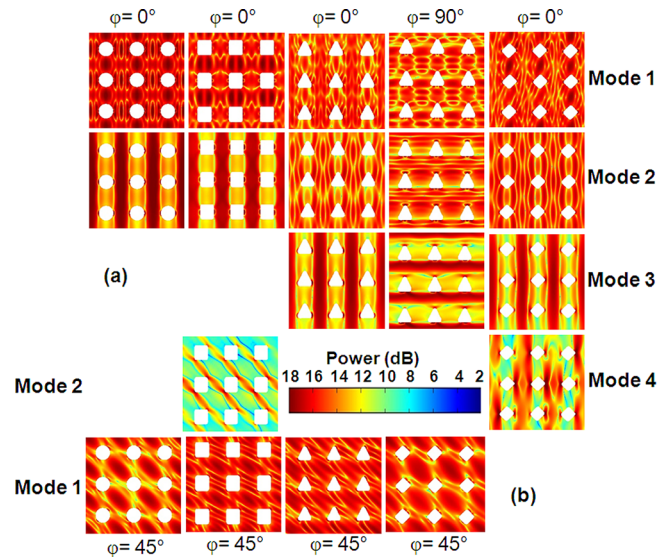 φ= 0° φ= 0° φ= 0° φ= 90° φ= 0°
Mode 1
Mode 2
(a)
Mode 3
Power (dB)
18 16 14 12 10 8 6 4 2
Mode 2
Mode 4
Mode 1
(b)
φ= 45° φ= 45° φ= 45° φ= 45°